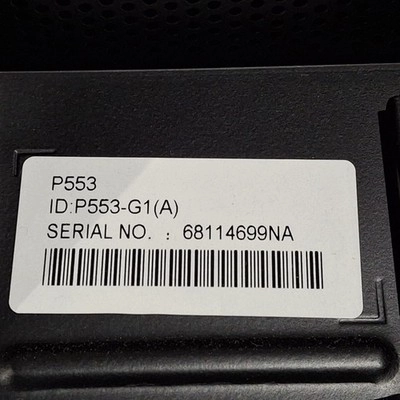 P553
ID:P553-G1(A)
SERIAL NO. : 68114699NA